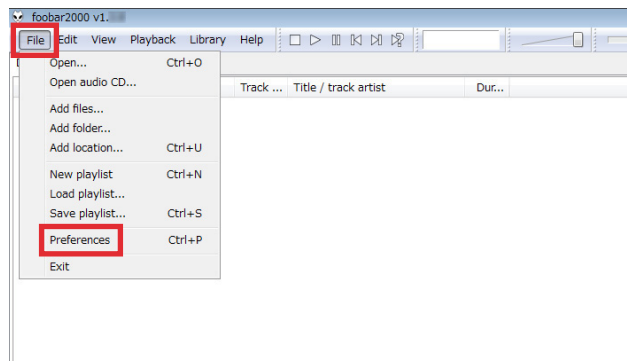 foobar2000 v1.
File Edit View Playback Library Help
Open... Ctrl+O
Open audio CD...
Track ... Title / track artist Dur...
Add files...
Add folder...
Add location... Ctrl+U
New playlist Ctrl+N
Load playlist...
Save playlist... Ctrl+S
Preferences Ctrl+P
Exit